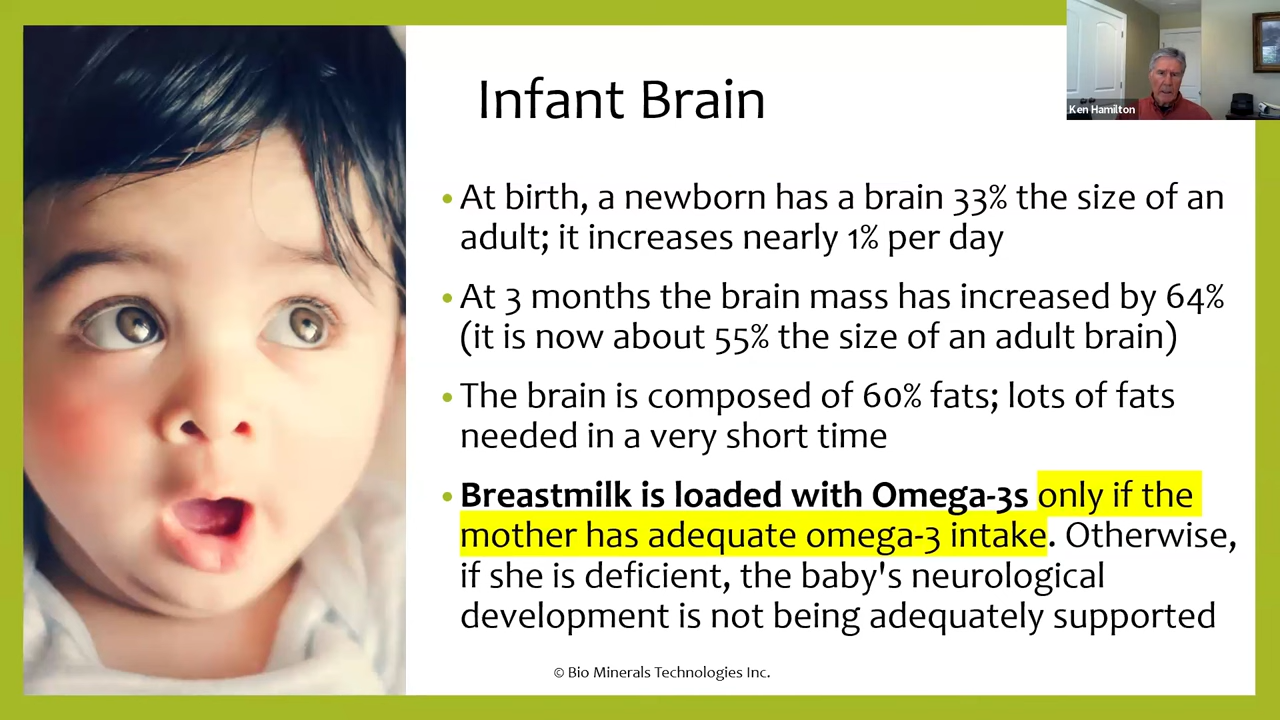 Ken Hamilton
Infant Brain
• At birth, a newborn has a brain 33% the size of an
adult; it increases nearly 1% per day
• At 3 months the brain mass has increased by 64%
(it is now about 55% the size of an adult brain)
• The brain is composed of 60% fats; lots of fats
needed in a very short time
• Breastmilk is loaded with Omega-3s only if the
mother has adequate omega-3 intake. Otherwise,
if she is deficient, the baby's neurological
development is not being adequately supported
© Bio Minerals Technologies Inc.